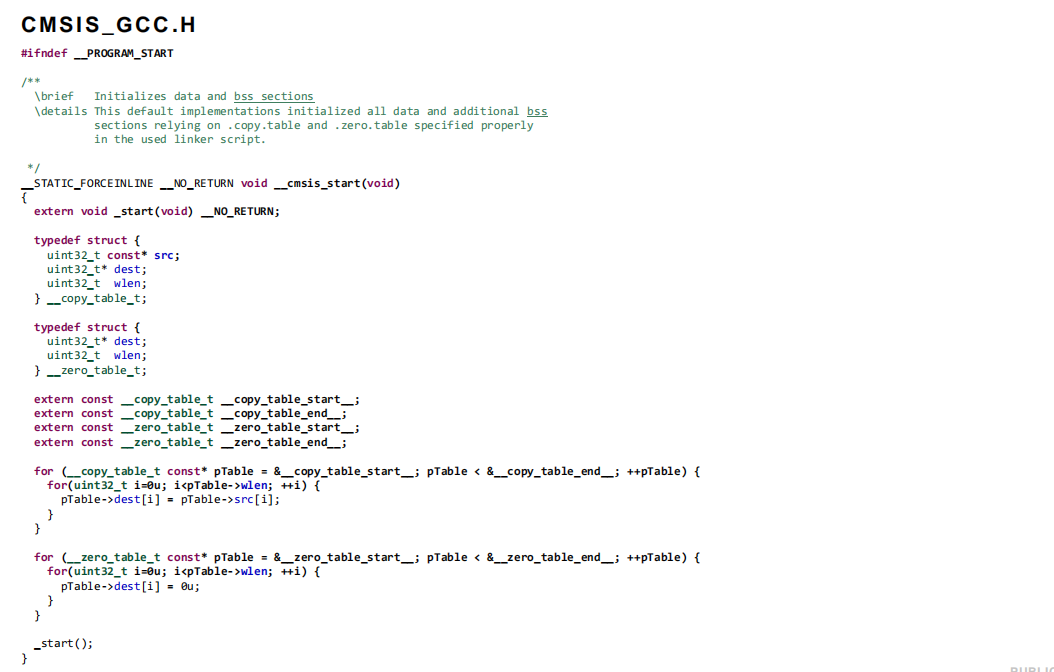 CMSIS_GCC.H
#ifndef __PROGRAM_START
/**
\brief   Initializes data and bss sections
\details This default implementations initialized all data and additional bss
sections relying on .copy.table and .zero.table specified properly
in the used linker script.
*/
__STATIC_FORCEINLINE __NO_RETURN void __cmsis_start(void)
{
extern void _start(void) __NO_RETURN;
typedef struct {
uint32_t const* src;
uint32_t* dest;
uint32_t  wlen;
} __copy_table_t;
typedef struct {
uint32_t* dest;
uint32_t  wlen;
} __zero_table_t;
extern const __copy_table_t __copy_table_start__;
extern const __copy_table_t __copy_table_end__;
extern const __zero_table_t __zero_table_start__;
extern const __zero_table_t __zero_table_end__;
for (__copy_table_t const* pTable = &__copy_table_start__; pTable < &__copy_table_end__; ++pTable) {
for(uint32_t i=0u; i<pTable->wlen; ++i) {
pTable->dest[i] = pTable->src[i];
}
}
for (__zero_table_t const* pTable = &__zero_table_start__; pTable < &__zero_table_end__; ++pTable) {
for(uint32_t i=0u; i<pTable->wlen; ++i) {
pTable->dest[i] = 0u;
}
}
_start();
}